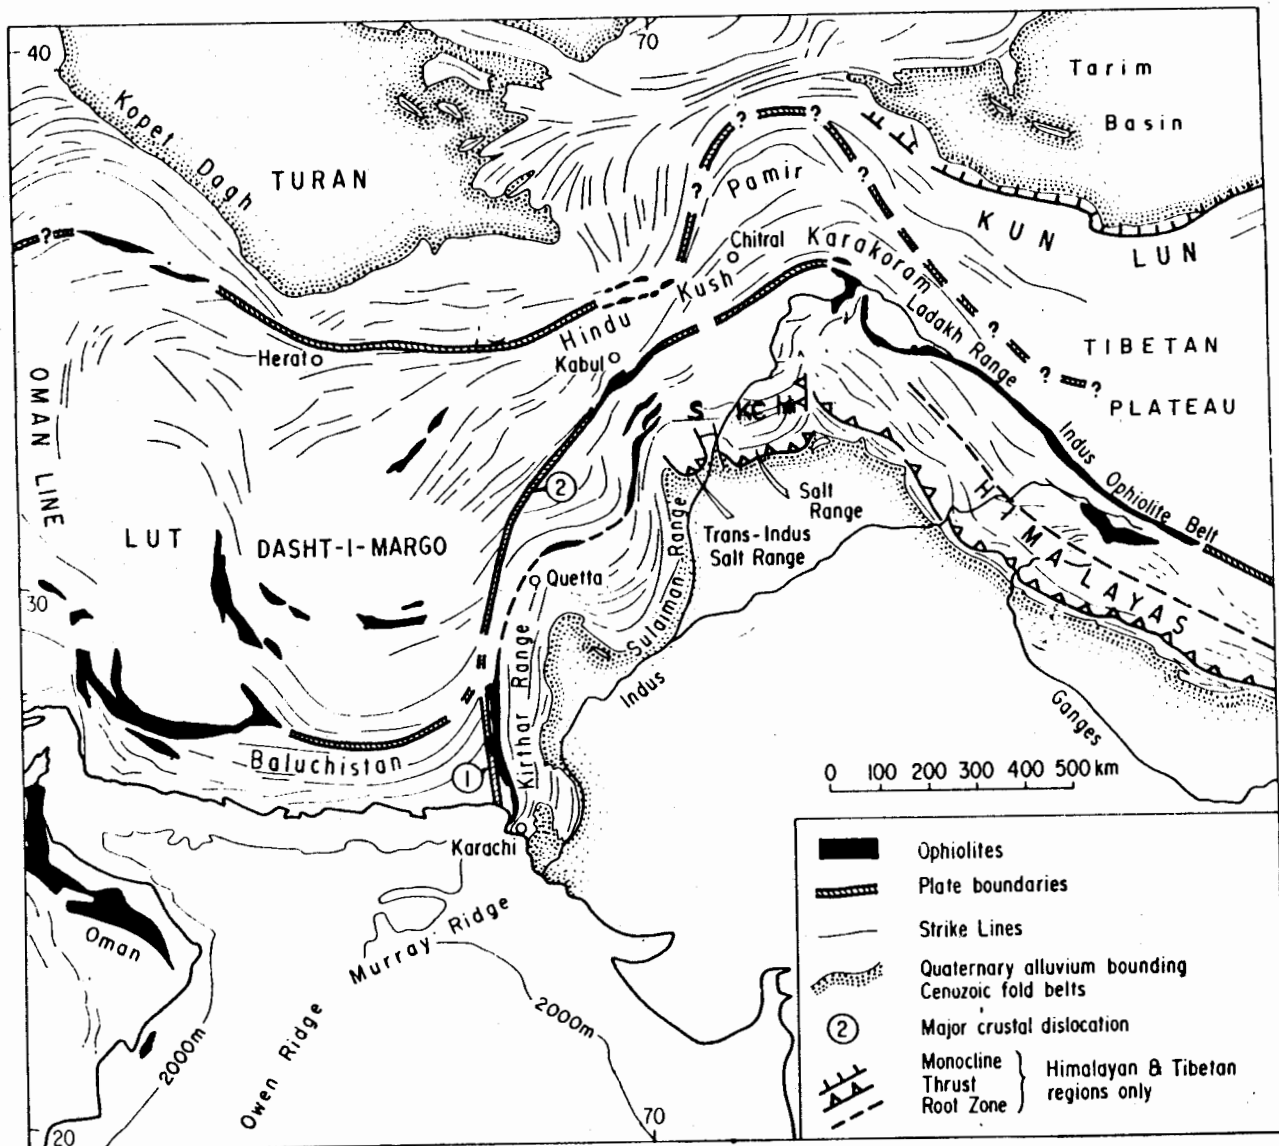 40
70
Tarim
Basin
Kopet Dagh
TURAN
?
?
?
Pamir
?
?
KUN
LUN
?
Chitral
Karakoram
Hindu Kush
Ladakh Range
?
?
?
TIBETAN
PLATEAU
Herat
Kabul
OMAN LINE
S
K
Indus Ophiolite Belt
2
Salt
Range
Trans-Indus
Salt Range
HIMALAYAS
LUT
DASHT-I-MARGO
Quetta
30
Sulaiman Range
Kirthar Range
Indus
Ganges
Baluchistan
1
0 100 200 300 400 500 km
Karachi
Oman
Murray Ridge
Owen Ridge
2000m
2000m
70
20
Ophiolites
Plate boundaries
Strike Lines
Quaternary alluvium bounding
Cenozoic fold belts
2 Major crustal dislocation
Monocline
Thrust
Root Zone
Himalayan & Tibetan
regions only